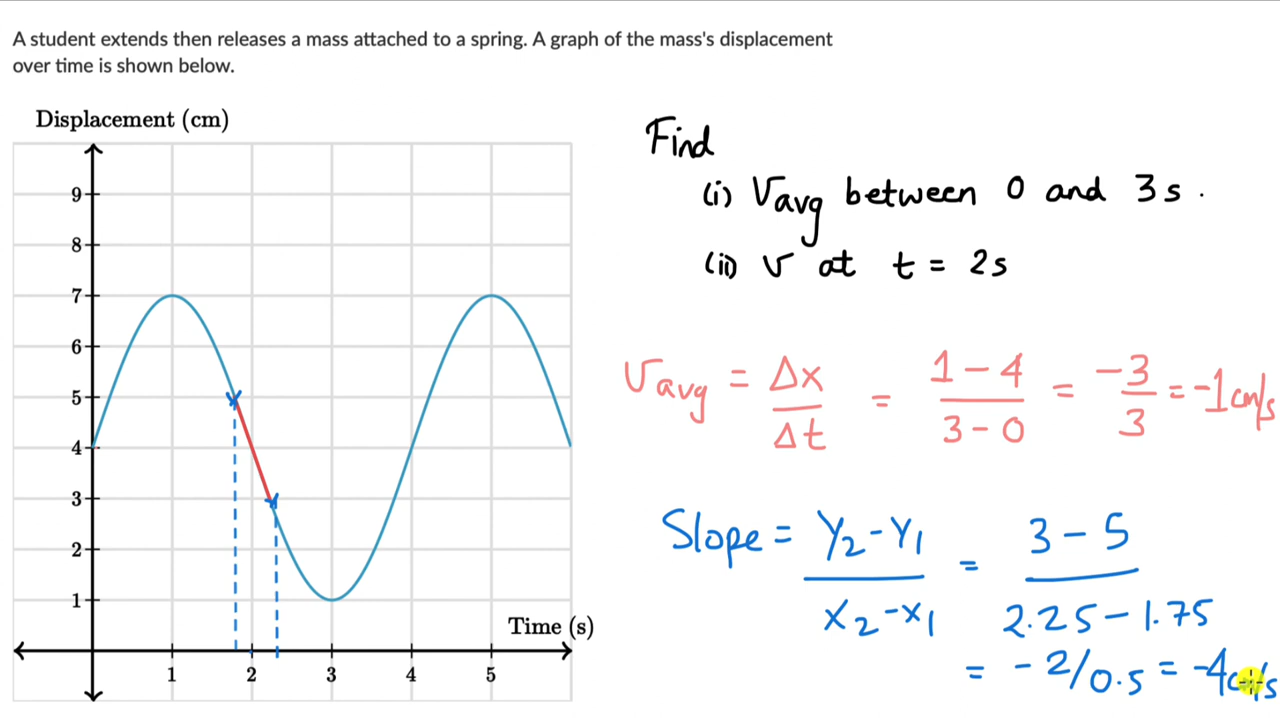 A student extends then releases a mass attached to a spring. A graph of the mass's displacement
over time is shown below.
Displacement (cm)
9
8
7
6
5
4
3
2
1
Time (s)
1 2 3 4 5
Find
(i) Vavg between 0 and 3s.
(ii) v at t = 2s
Vavg = Δx/Δt = 1-4/3-0 = -3/3 = -1cm/s
Slope = Y2-Y1/X2-X1 = 3-5/2.25-1.75
= -2/0.5 = -4cm/s